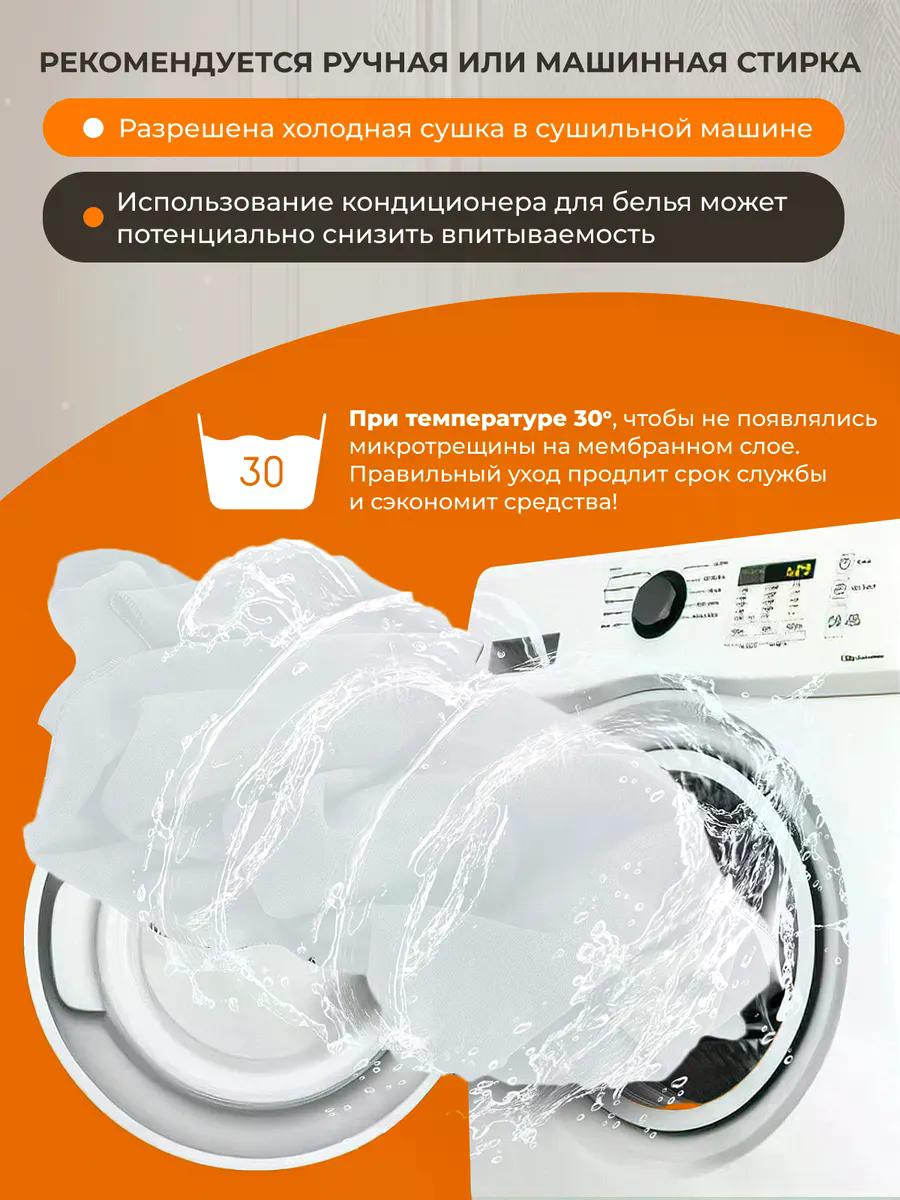 РЕКОМЕНДУЕТСЯ РУЧНАЯ ИЛИ МАШИННАЯ СТИРКА
Разрешена холодная сушка в сушильной машине
Использование кондиционера для белья может
потенциально снизить впитываемость
30
При температуре 30°, чтобы не появлялись
микротрещины на мембранном слое.
Правильный уход продлит срок службы
и сэкономит средства!